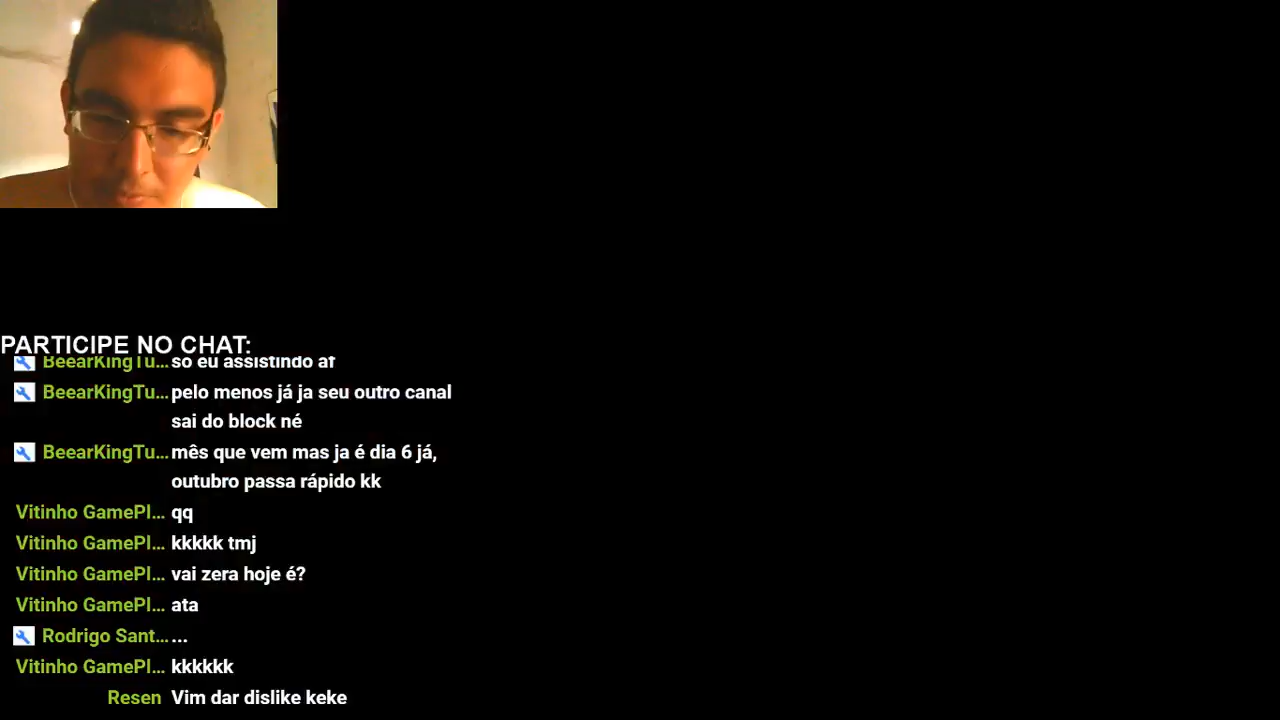 PARTICIPE NO CHAT:
BeearKingTu... so eu assistindo af
BeearKingTu... pelo menos já ja seu outro canal
sai do block né
BeearKingTu... mês que vem mas ja é dia 6 já,
outubro passa rápido kk
Vitinho GamePl... qq
Vitinho GamePl... kkkkk tmj
Vitinho GamePl... vai zera hoje é?
Vitinho GamePl... ata
Rodrigo Sant... ...
Vitinho GamePl... kkkkkk
Resen Vim dar dislike keke